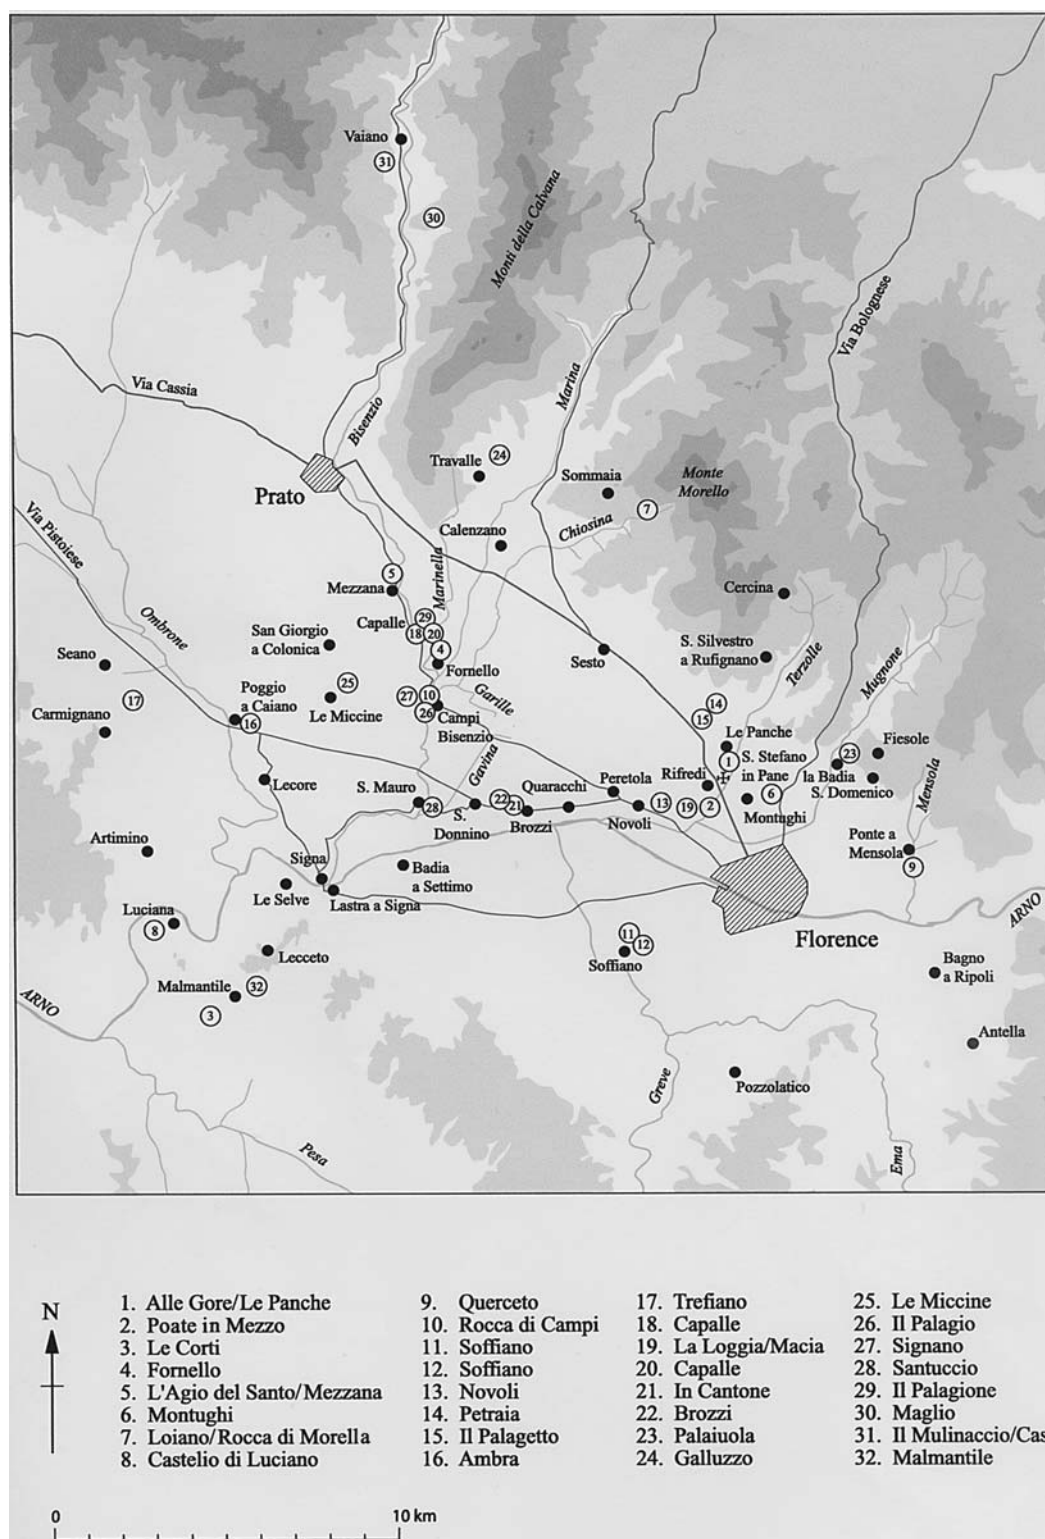 Vaiano
31
30
Monti della Calvana
Via Bolognese
Marina
Via Cassia
Bisenzio
Travalle
24
Sommaia
Monte
Morello
7
Prato
Via Pistoiese
Calenzano
Chiosina
5
Mezzana
Marinella
Cercina
Ombrone
Capalle
29
18
20
4
San Giorgio
a Colonica
Fornello
Sesto
S. Silvestro
a Rufignano
Terzolle
Mugnone
Seano
17
25
Le Miccine
27
10
26
Garille
Campi
Bisenzio
14
15
Poggio
a Caiano
16
Carmignano
Le Panche
1
S. Stefano
in Pane
Fiesole
23
la Badia
S. Domenico
Mensola
Gavina
Lecore
S. Mauro
28
S.
Donnino
22
21
Brozzi
Quaracchi
Peretola
Novoli
13
Rifredi
19
2
6
Montughi
Artimino
Signa
Badia
a Settimo
Ponte a
Mensola
9
Le Selve
Lastra a Signa
Luciana
8
Florence
ARNO
11
12
Soffiano
Lecceto
Bagno
a Ripoli
Malmantile
32
3
ARNO
Antella
Greve
Pozzolatico
Pesa
Ema
N
1. Alle Gore/Le Panche
2. Poate in Mezzo
3. Le Corti
4. Fornello
5. L'Agio del Santo/Mezzana
6. Montughi
7. Loiano/Rocca di Morella
8. Castelio di Luciano
9. Querceto
10. Rocca di Campi
11. Soffiano
12. Soffiano
13. Novoli
14. Petraia
15. Il Palagetto
16. Ambra
17. Trefiano
18. Capalle
19. La Loggia/Macia
20. Capalle
21. In Cantone
22. Brozzi
23. Palaiuola
24. Galluzzo
25. Le Miccine
26. Il Palagio
27. Signano
28. Santuccio
29. Il Palagione
30. Maglio
31. Il Mulinaccio/Cas
32. Malmantile
0 10 km